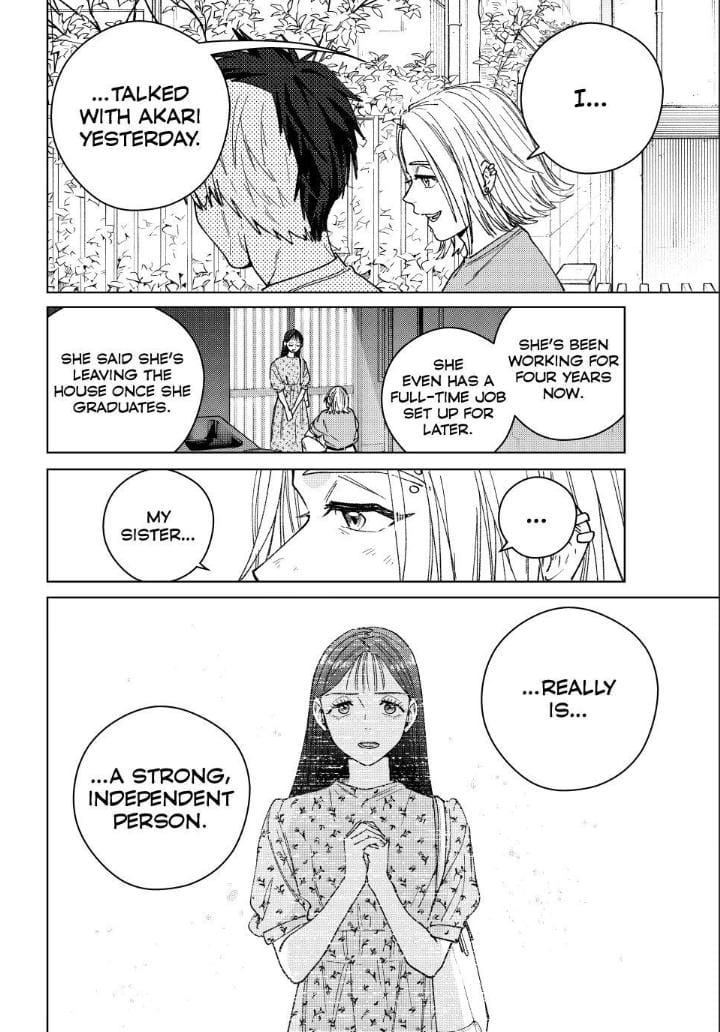 I...
...TALKED
WITH AKARI
YESTERDAY.
SHE'S BEEN
WORKING FOR
FOUR YEARS
NOW.
SHE
EVEN HAS A
FULL-TIME JOB
SET UP FOR
LATER.
SHE SAID SHE'S
LEAVING THE
HOUSE ONCE SHE
GRADUATES.
...
MY
SISTER...
...REALLY
IS...
...A STRONG,
INDEPENDENT
PERSON.